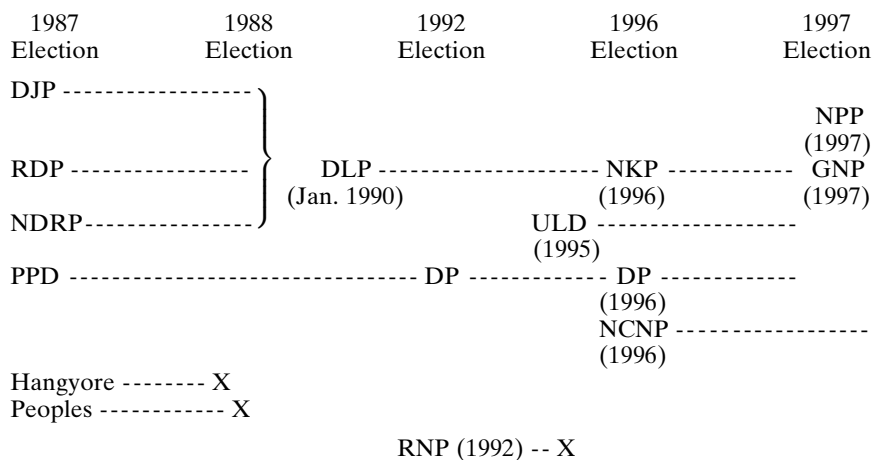 1987 1988 1992 1996 1997
Election Election Election Election Election
DJP -------------------
NPP
(1997)
RDP ------------------ DLP ---------------------- NKP ------------ GNP
(Jan. 1990) (1996) (1997)
NDRP ---------------- ULD -------------------
(1995)
PPD --------------------------------- DP ------------- DP -------------
(1996)
NCNP ------------------
(1996)
Hangyore -------- X
Peoples ------------ X
RNP (1992) -- X